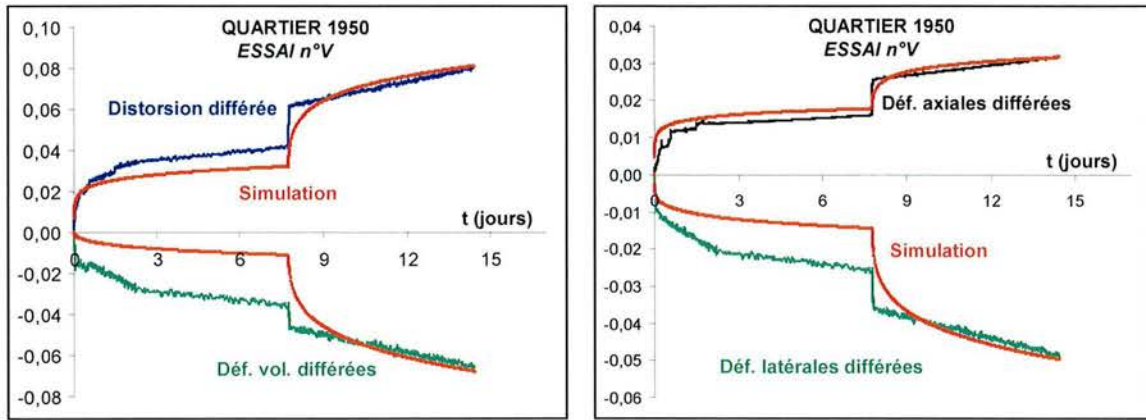 QUARTIER 1950
ESSAI n°V
0,10
0,08
0,06
0,04
0,02
0,00
-0,02
-0,04
-0,06
-0,08
Distorsion différée
Simulation
t (jours)
0 3 6 9 12 15
Déf. vol. différées
QUARTIER 1950
ESSAI n°V
0,04
0,03
0,02
0,01
0,00
-0,01
-0,02
-0,03
-0,04
-0,05
-0,06
Déf. axiales différées
t (jours)
0 3 6 9 12 15
Simulation
Déf. latérales différées